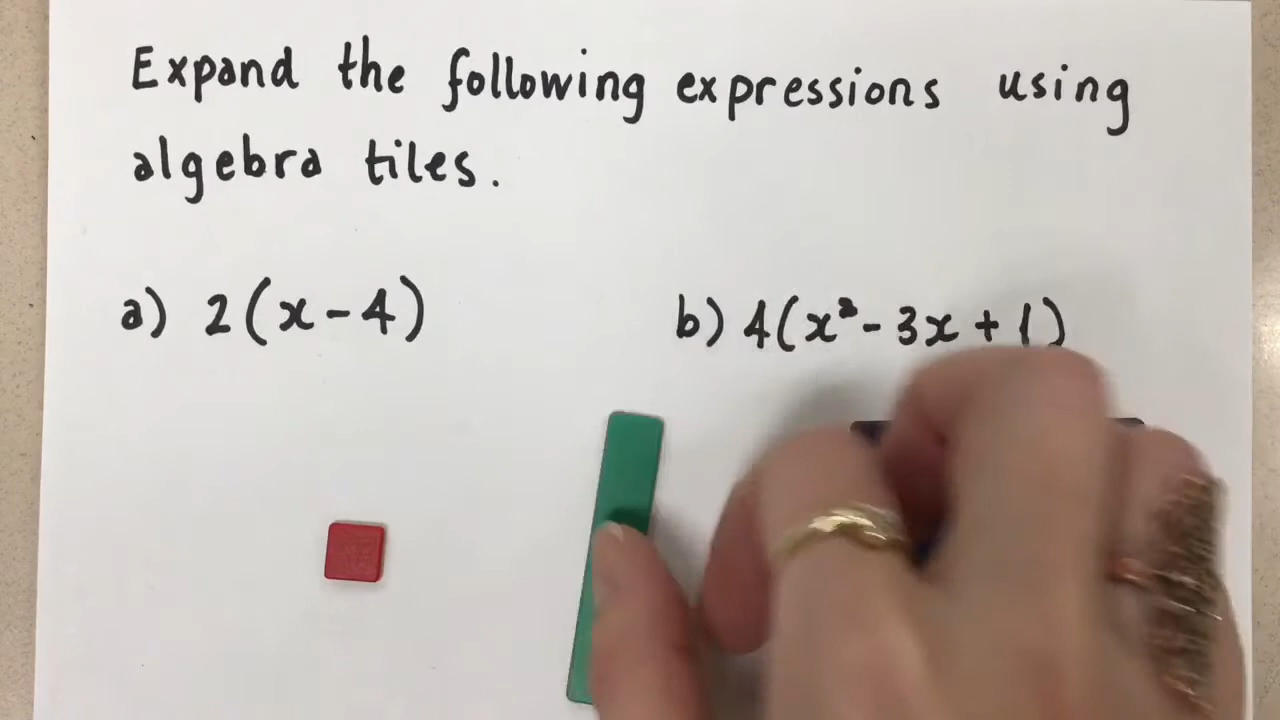 Expand the following expressions using
algebra tiles.
a) 2(x-4)
b) 4(x²-3x+1)